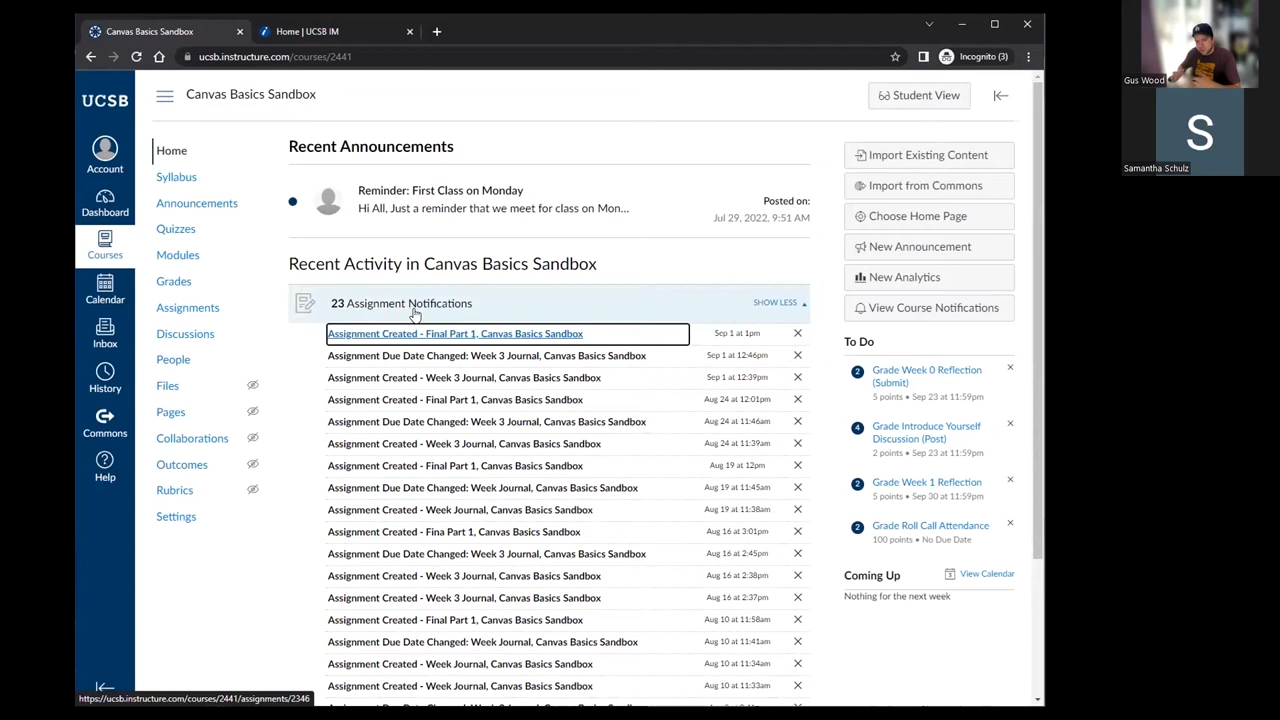 Canvas Basics Sandbox
Home | UCSB IM
ucsb.instructure.com/courses/2441
Incognito (3)
UCSB
Account
Dashboard
Courses
Calendar
Inbox
History
Commons
Help
Canvas Basics Sandbox
Student View
Home
Syllabus
Announcements
Quizzes
Modules
Grades
Assignments
Discussions
People
Files
Pages
Collaborations
Outcomes
Rubrics
Settings
Recent Announcements
Reminder: First Class on Monday
Hi All, Just a reminder that we meet for class on Mon...
Posted on:
Jul 29, 2022, 9:51 AM
Recent Activity in Canvas Basics Sandbox
23 Assignment Notifications
SHOW LESS
Assignment Created - Final Part 1, Canvas Basics Sandbox Sep 1 at 1pm
Assignment Due Date Changed: Week 3 Journal, Canvas Basics Sandbox Sep 1 at 12:46pm
Assignment Created - Week 3 Journal, Canvas Basics Sandbox Sep 1 at 12:39pm
Assignment Created - Final Part 1, Canvas Basics Sandbox Aug 24 at 12:01pm
Assignment Due Date Changed: Week 3 Journal, Canvas Basics Sandbox Aug 24 at 11:46am
Assignment Created - Week 3 Journal, Canvas Basics Sandbox Aug 24 at 11:39am
Assignment Created - Final Part 1, Canvas Basics Sandbox Aug 19 at 12pm
Assignment Due Date Changed: Week Journal, Canvas Basics Sandbox Aug 19 at 11:45am
Assignment Created - Week Journal, Canvas Basics Sandbox Aug 19 at 11:38am
Assignment Created - Fina Part 1, Canvas Basics Sandbox Aug 16 at 3:01pm
Assignment Due Date Changed: Week 3 Journal, Canvas Basics Sandbox Aug 16 at 2:45pm
Assignment Created - Week 3 Journal, Canvas Basics Sandbox Aug 16 at 2:38pm
Assignment Created - Week 3 Journal, Canvas Basics Sandbox Aug 16 at 2:37pm
Assignment Created - Final Part 1, Canvas Basics Sandbox Aug 10 at 11:58am
Assignment Due Date Changed: Week Journal, Canvas Basics Sandbox Aug 10 at 11:41am
Assignment Created - Week Journal, Canvas Basics Sandbox Aug 10 at 11:34am
Assignment Created - Week Journal, Canvas Basics Sandbox Aug 10 at 11:33am
Import Existing Content
Import from Commons
Choose Home Page
New Announcement
New Analytics
View Course Notifications
To Do
2 Grade Week 0 Reflection
(Submit)
5 points • Sep 23 at 11:59pm
4 Grade Introduce Yourself
Discussion (Post)
2 points • Sep 23 at 11:59pm
2 Grade Week 1 Reflection
5 points • Sep 30 at 11:59pm
2 Grade Roll Call Attendance
100 points • No Due Date
Coming Up
View Calendar
Nothing for the next week
https://ucsb.instructure.com/courses/2441/assignments/2346
Gus Wood
S
Samantha Schulz